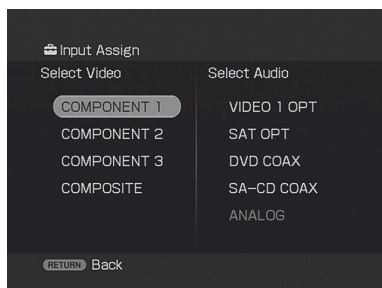 Input Assign
Select Video
COMPONENT 1
COMPONENT 2
COMPONENT 3
COMPOSITE
Select Audio
VIDEO 1 OPT
SAT OPT
DVD COAX
SA-CD COAX
ANALOG
RETURN Back